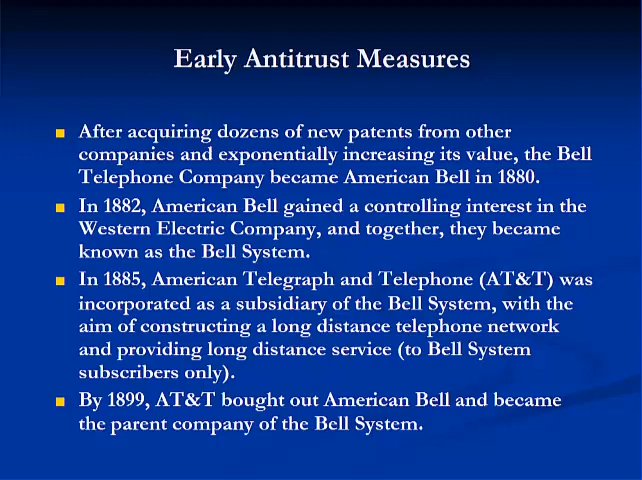 Early Antitrust Measures
After acquiring dozens of new patents from other
companies and exponentially increasing its value, the Bell
Telephone Company became American Bell in 1880.
In 1882, American Bell gained a controlling interest in the
Western Electric Company, and together, they became
known as the Bell System.
In 1885, American Telegraph and Telephone (AT&T) was
incorporated as a subsidiary of the Bell System, with the
aim of constructing a long distance telephone network
and providing long distance service (to Bell System
subscribers only).
By 1899, AT&T bought out American Bell and became
the parent company of the Bell System.